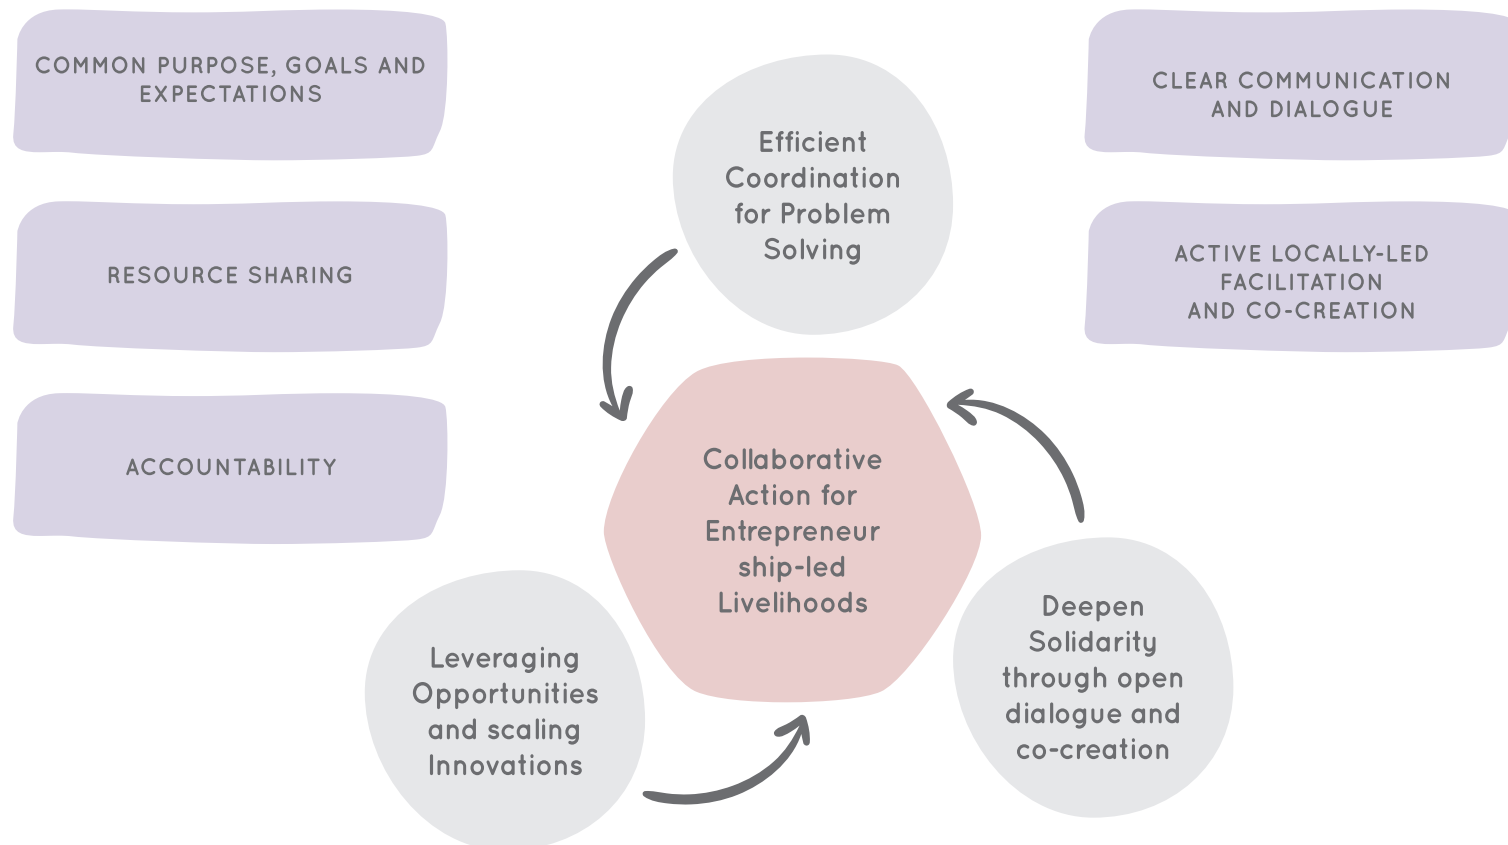 COMMON PURPOSE, GOALS AND
EXPECTATIONS
RESOURCE SHARING
ACCOUNTABILITY
Efficient
Coordination
for Problem
Solving
Collaborative
Action for
Entrepreneur
ship-led
Livelihoods
Leveraging
Opportunities
and scaling
Innovations
Deepen
Solidarity
through open
dialogue and
co-creation
CLEAR COMMUNICATION
AND DIALOGUE
ACTIVE LOCALLY-LED
FACILITATION
AND CO-CREATION